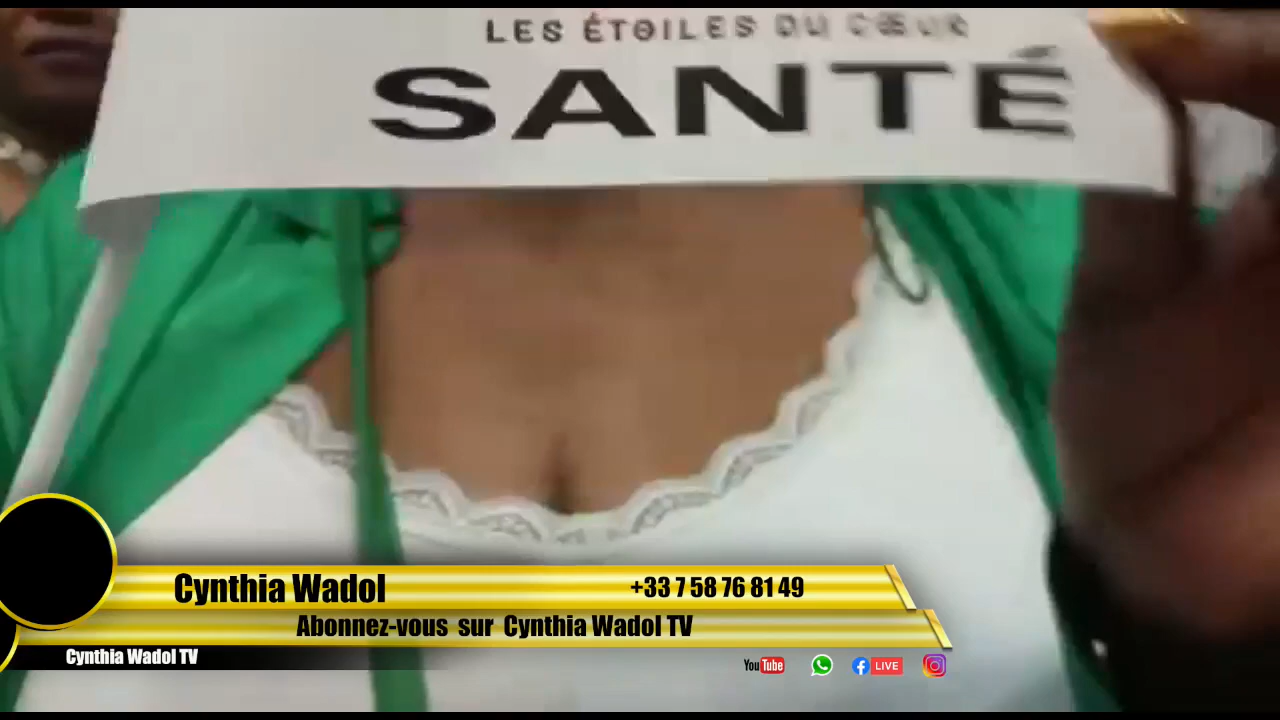 LES ÉTOILES DU CŒUR
SANTÉ
Cynthia Wadol
+33 7 58 76 81 49
Abonnez-vous sur Cynthia Wadol TV
Cynthia Wadol TV
YouTube
LIVE